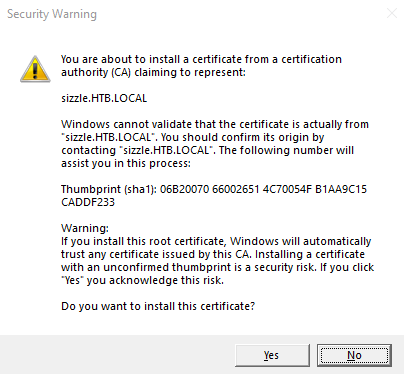 Security Warning
You are about to install a certificate from a certification
authority (CA) claiming to represent:
sizzle.HTB.LOCAL
Windows cannot validate that the certificate is actually from
"sizzle.HTB.LOCAL". You should confirm its origin by
contacting "sizzle.HTB.LOCAL". The following number will
assist you in this process:
Thumbprint (sha1): 06B20070 66002651 4C70054F B1AA9C15
CADDF233
Warning:
If you install this root certificate, Windows will automatically
trust any certificate issued by this CA. Installing a certificate
with an unconfirmed thumbprint is a security risk. If you click
"Yes" you acknowledge this risk.
Do you want to install this certificate?
Yes No